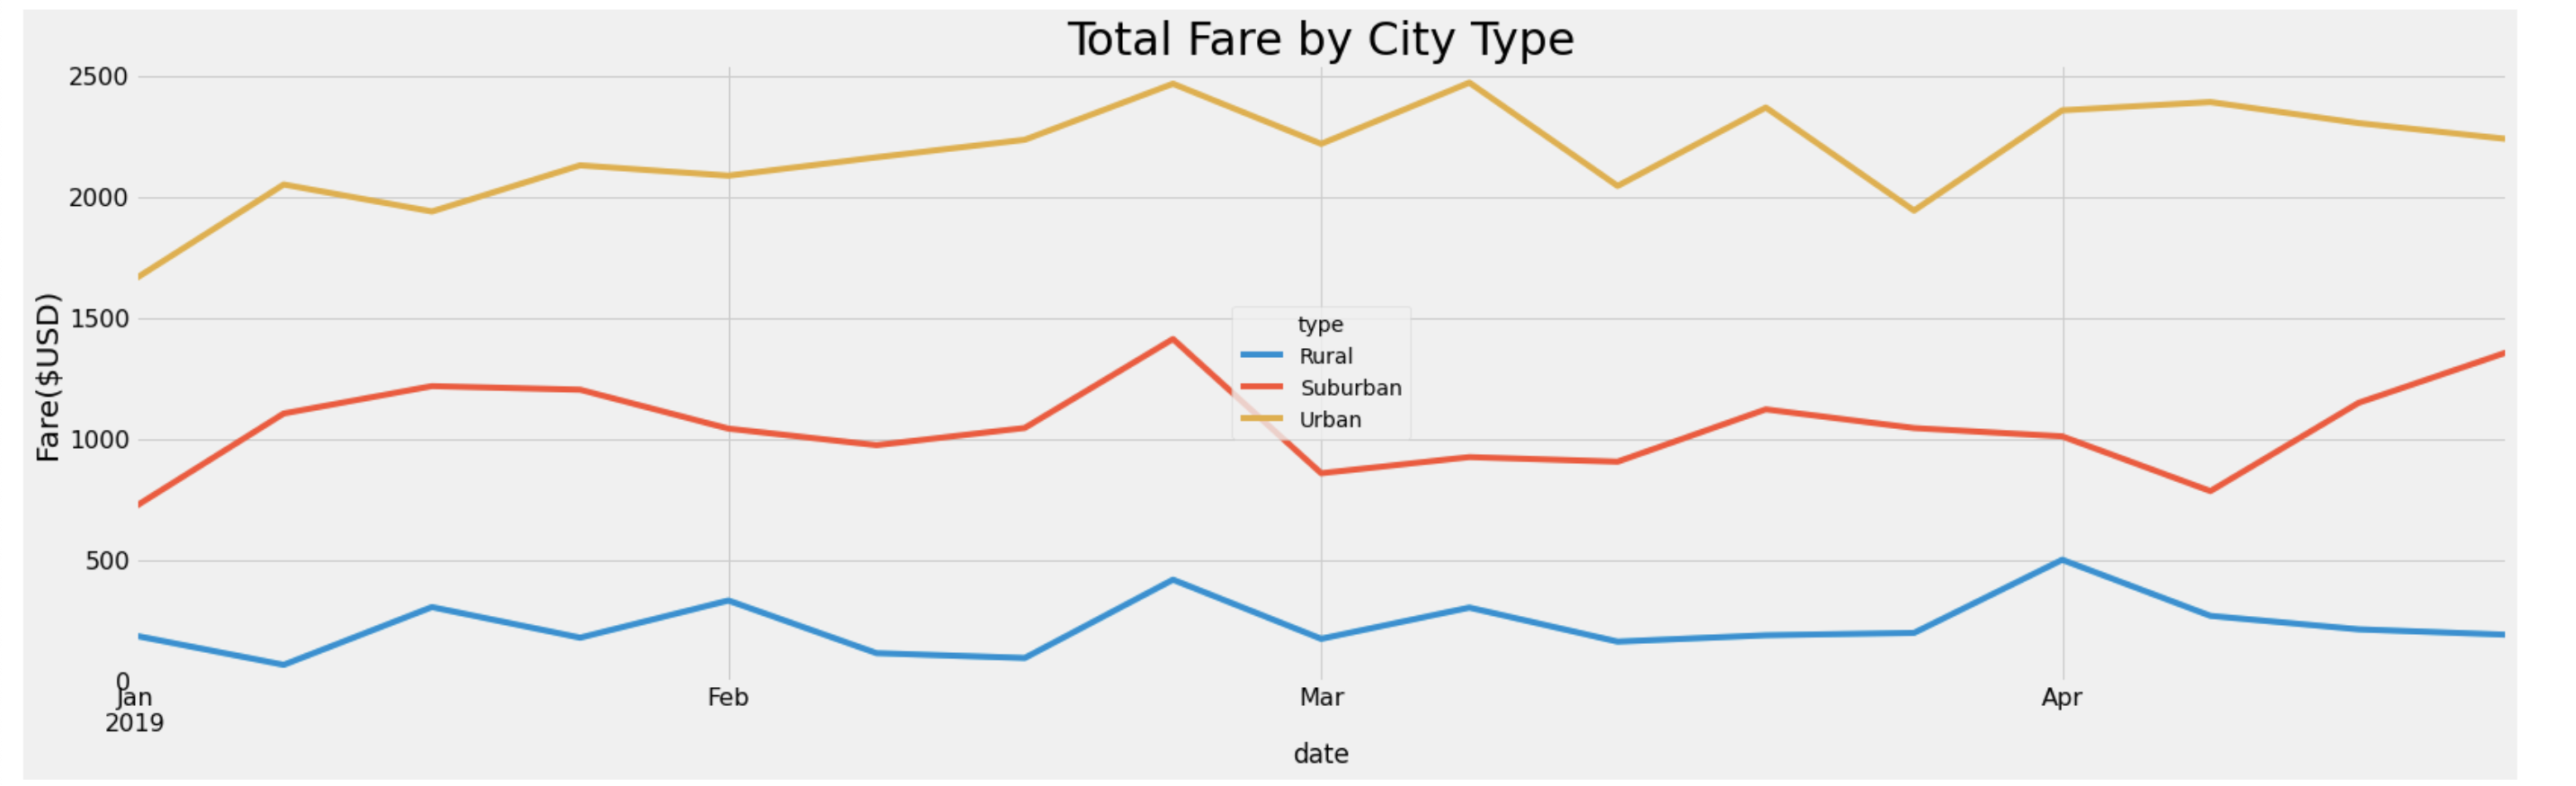 Total Fare by City Type
Fare($USD)
2500
2000
1500
1000
500
0
type
Rural
Suburban
Urban
Jan Feb Mar Apr
2019
date